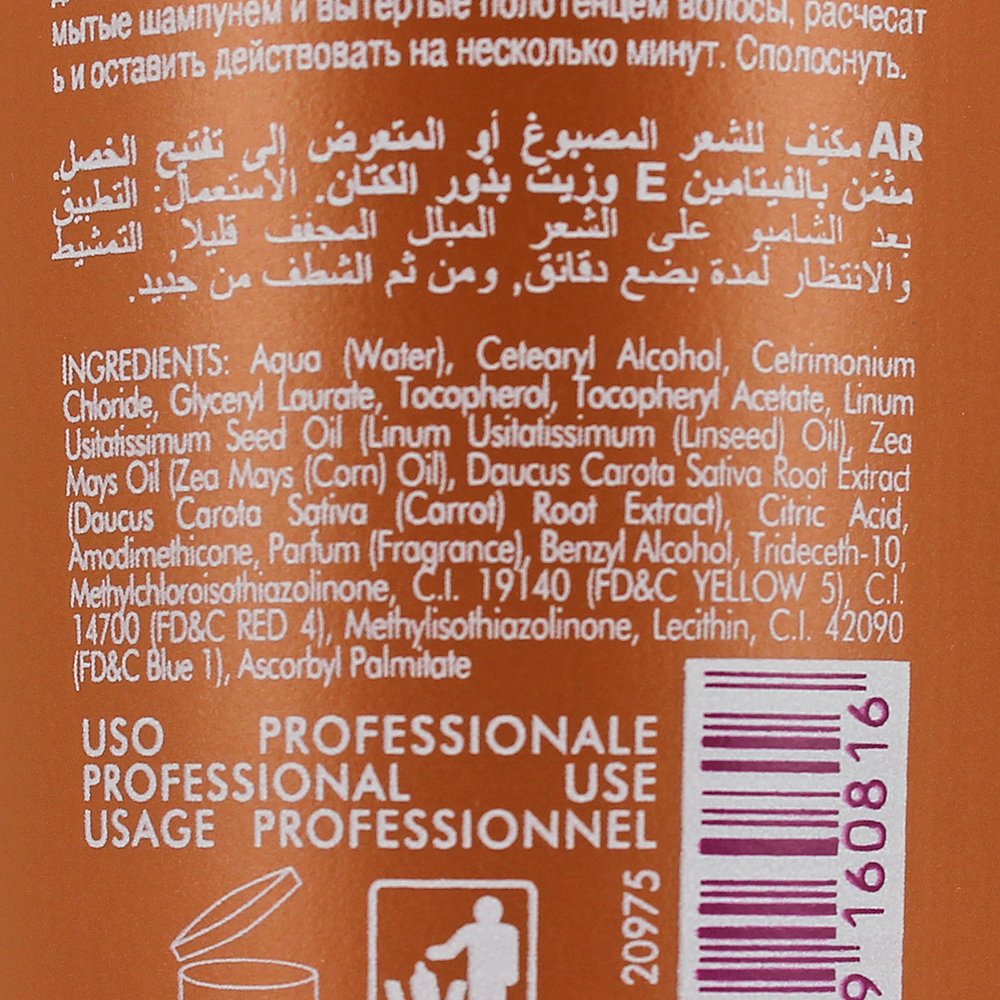 мытые шампунем и вытертые полотенцем волосы, расчесат
ь и оставить действовать на несколько минут. Сполоснуть.
AR مكيّف للشعر المصبوغ أو المتعرض إلى تفتيح الخصل.
مثمّن بالفيتامين E وزيت بذور الكتان. الاستعمال: التطبيق
بعد الشامبو على الشعر المبلل المجفف قليلا, التمشيط
والانتظار لمدة بضع دقائق, ومن ثم الشطف من جديد.
INGREDIENTS: Aqua (Water), Cetearyl Alcohol, Cetrimonium
Chloride, Glyceryl Laurate, Tocopherol, Tocopheryl Acetate, Linum
Usitatissimum Seed Oil (Linum Usitatissimum (Linseed) Oil), Zea
Mays Oil (Zea Mays (Corn) Oil), Daucus Carota Sativa Root Extract
(Daucus Carota Sativa (Carrot) Root Extract), Citric Acid,
Amodimethicone, Parfum (Fragrance), Benzyl Alcohol, Trideceth-10,
Methylchloroisothiazolinone, C.I. 19140 (FD&C YELLOW 5), C.I.
14700 (FD&C RED 4), Methylisothiazolinone, Lecithin, C.I. 42090
(FD&C Blue 1), Ascorbyl Palmitate
USO PROFESSIONALE
PROFESSIONAL USE
USAGE PROFESSIONNEL
20975
9 160816